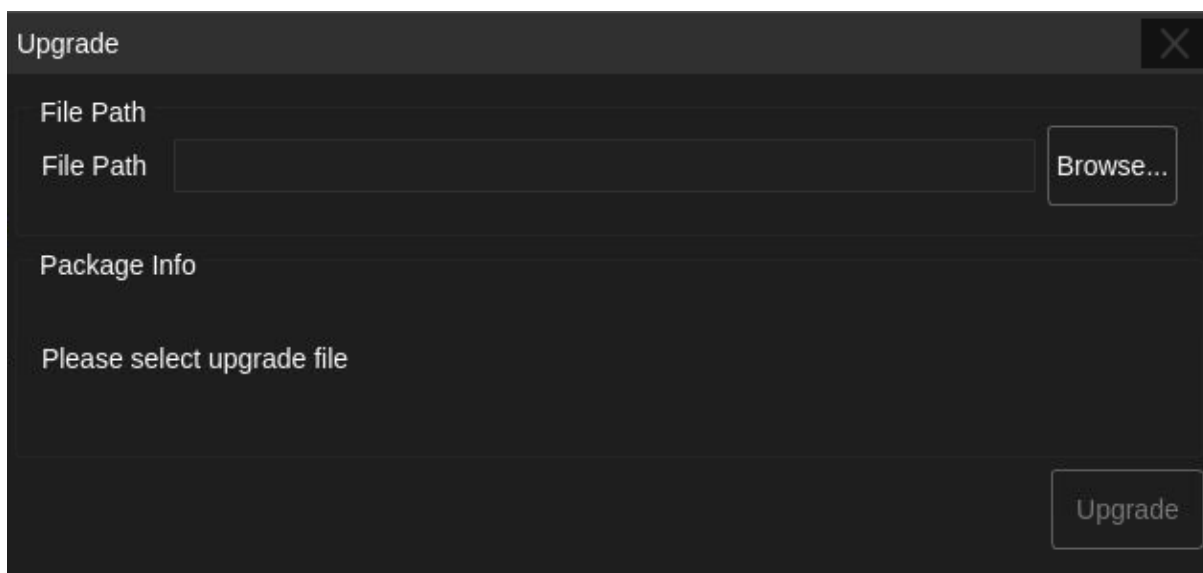 Upgrade
File Path
File Path Browse...
Package Info
Please select upgrade file
Upgrade